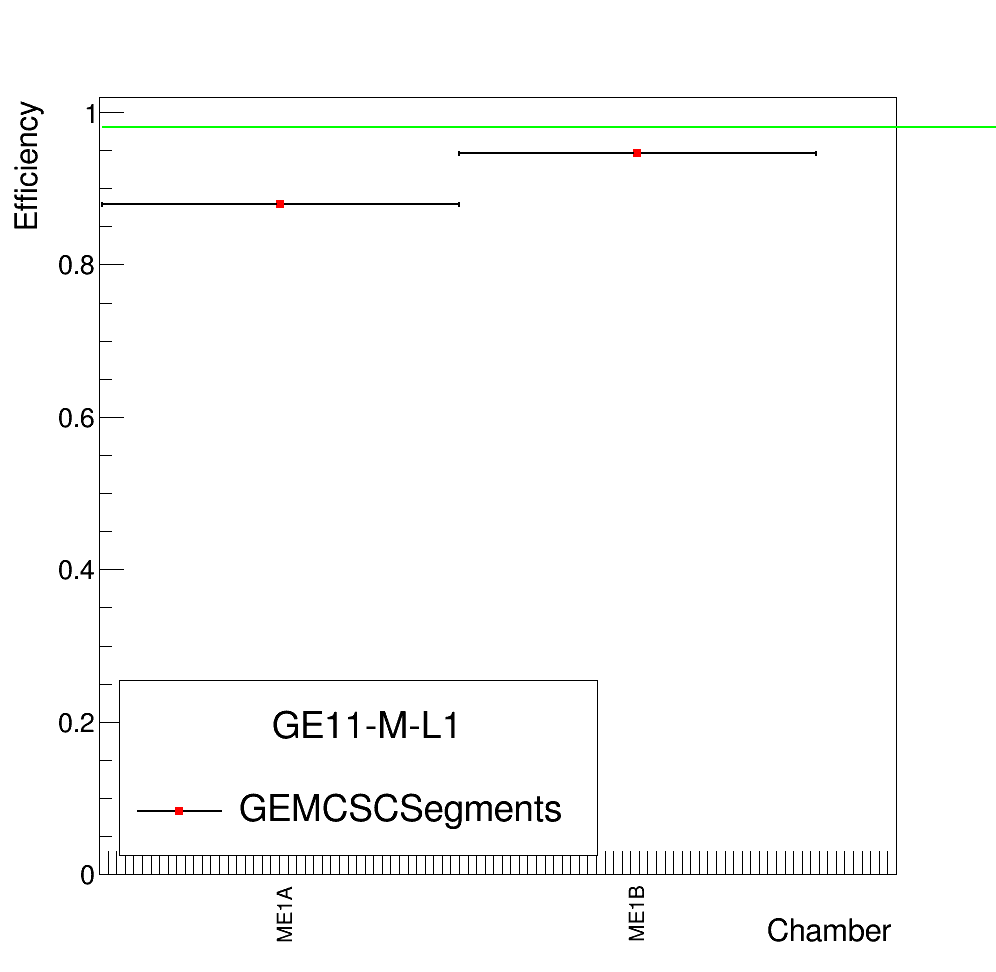 Efficiency
1
0.8
0.6
0.4
0.2
0
GE11-M-L1
GEMCSCSegments
ME1A
ME1B
Chamber